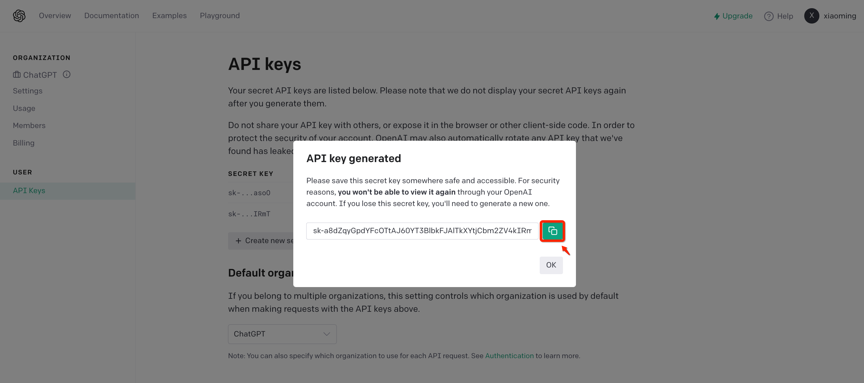 Overview Documentation Examples Playground Upgrade Help X xiaoming
ORGANIZATION
ChatGPT
Settings
Usage
Members
Billing
USER
API Keys
API keys
Your secret API keys are listed below. Please note that we do not display your secret API keys again
after you generate them.
Do not share your API key with others, or expose it in the browser or other client-side code. In order to
protect the security of your account, OpenAI may also automatically rotate any API key that we've
found has leaked
SECRET KEY
sk-...asoO
sk-...IRmT
+ Create new se
API key generated
Please save this secret key somewhere safe and accessible. For security
reasons, you won't be able to view it again through your OpenAI
account. If you lose this secret key, you'll need to generate a new one.
OK
Default organ
If you belong to multiple organizations, this setting controls which organization is used by default
when making requests with the API keys above.
ChatGPT
Note: You can also specify which organization to use for each API request. See Authentication to learn more.